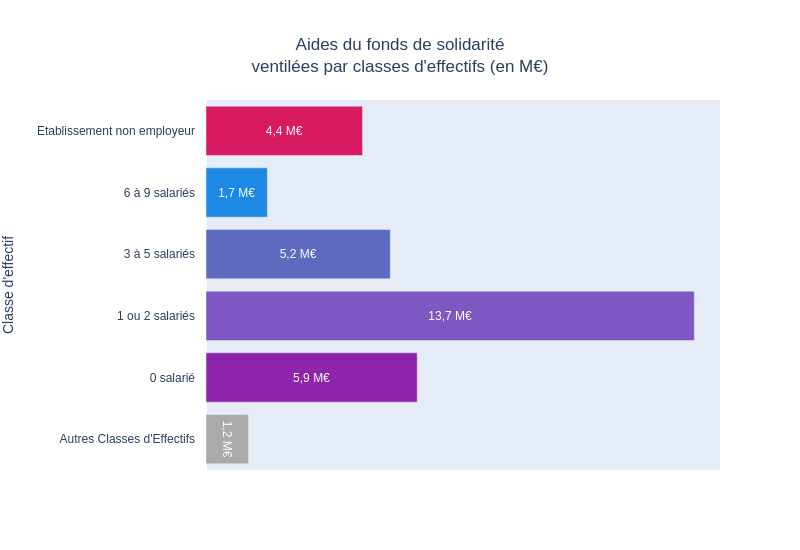 Aides du fonds de solidarité
ventilées par classes d'effectifs (en M€)
Classe d'effectif
Etablissement non employeur
4,4 M€
6 à 9 salariés
1,7 M€
3 à 5 salariés
5,2 M€
1 ou 2 salariés
13,7 M€
0 salarié
5,9 M€
Autres Classes d'Effectifs
1,2 M€